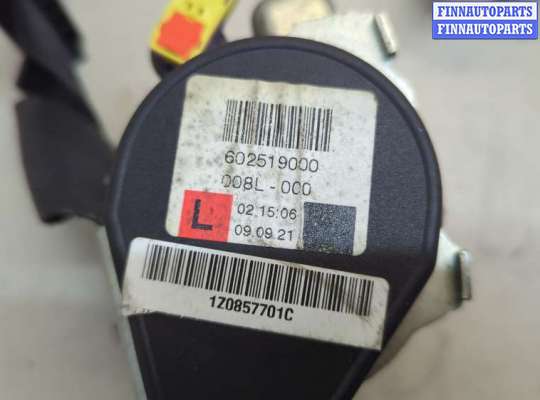 FINNAUTOPARTS
FINNAUTOPARTS
602519000
008L - 000
L
02.15:06
09.09.21
1Z0857701C